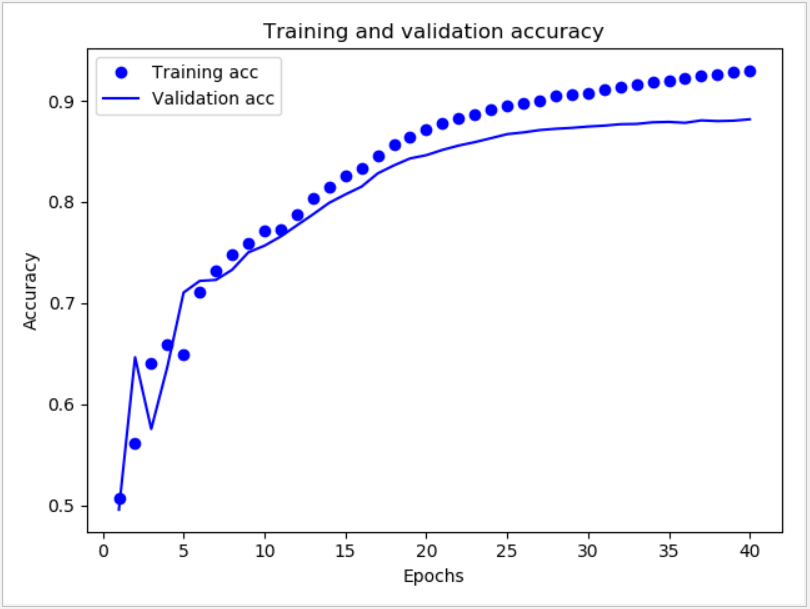 Training and validation accuracy
Training acc
Validation acc
0.9
0.8
0.7
0.6
0.5
Accuracy
0 5 10 15 20 25 30 35 40
Epochs